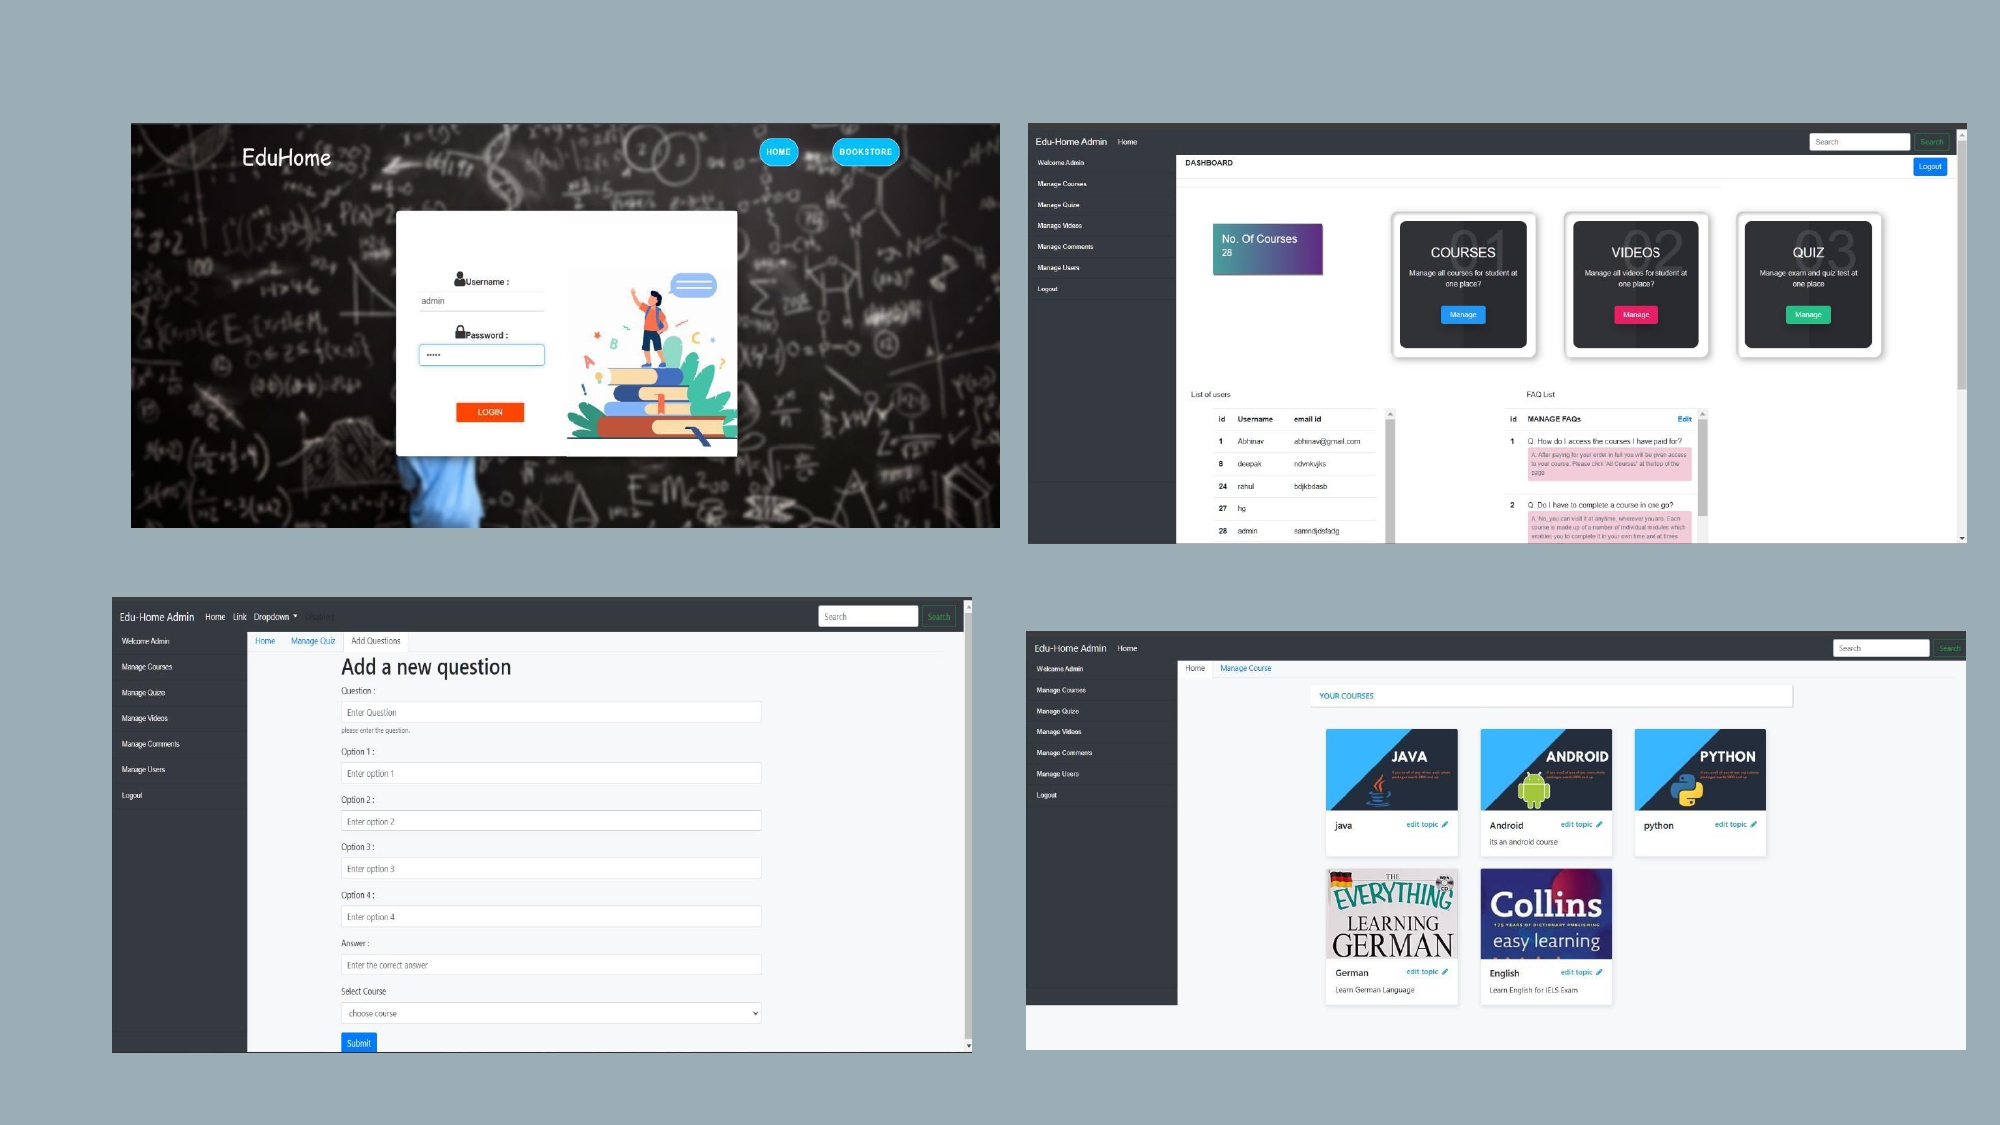 EduHome
HOME
BOOKSTORE
Username :
admin
Password :
•••••
LOGIN
Edu-Home Admin Home
Search
Search
Welcome Admin
Manage Courses
Manage Quize
Manage Videos
Manage Comments
Manage Users
Logout
DASHBOARD
Logout
No. Of Courses
28
01
COURSES
Manage all courses for student at
one place?
Manage
02
VIDEOS
Manage all videos for student at
one place?
Manage
03
QUIZ
Manage exam and quiz test at
one place
Manage
List of users
id Username email id
1 Abhinav abhinav@gmail.com
8 deepak ndvnkvjks
24 rahul bdjkbdasb
27 hg
28 admin samndjdsfadg
FAQ List
id MANAGE FAQs Edit
1 Q. How do I access the courses I have paid for?
A. After paying for your order in full you will be given access
to your course. Please click 'All Courses' at the top of the
page
2 Q. Do I have to complete a course in one go?
A. No, you can visit it at anytime, wherever you are. Each
course is made up of a number of individual modules which
enables you to complete it in your own time and at times
Edu-Home Admin Home Link Dropdown
Search
Search
Welcome Admin
Manage Courses
Manage Quize
Manage Videos
Manage Comments
Manage Users
Logout
Home Manage Quiz Add Questions
Add a new question
Question :
Enter Question
please enter the question.
Option 1 :
Enter option 1
Option 2 :
Enter option 2
Option 3 :
Enter option 3
Option 4 :
Enter option 4
Answer :
Enter the correct answer
Select Course
choose course
Submit
Edu-Home Admin Home
Search
Search
Welcome Admin
Manage Courses
Manage Quize
Manage Videos
Manage Comments
Manage Users
Logout
Home Manage Course
YOUR COURSES
JAVA
java edit topic
ANDROID
Android edit topic
its an android course
PYTHON
python edit topic
THE
EVERYTHING
LEARNING
GERMAN
German edit topic
Learn German Language
Collins
175 YEARS OF DICTIONARY PUBLISHING
easy learning
English edit topic
Learn English for IELS Exam